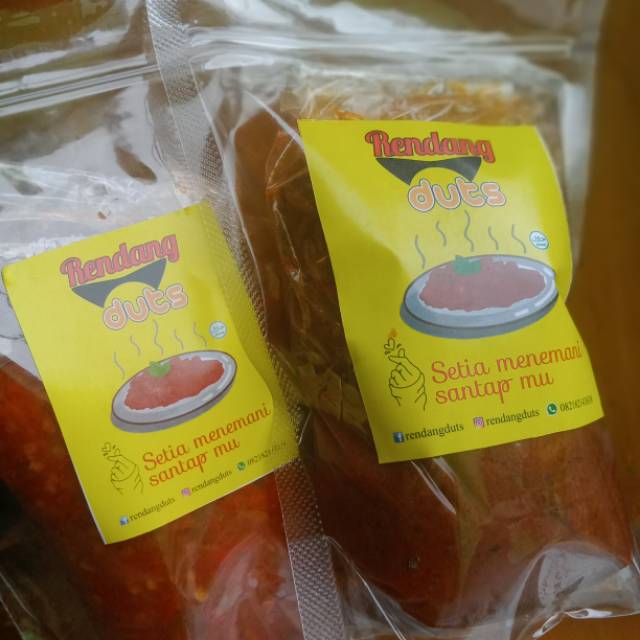 Rendang
duts
Setia menemani
santap mu
rendangduts
rendangduts
Rendang
duts
Setia menemani
santap mu
rendangduts rendangduts